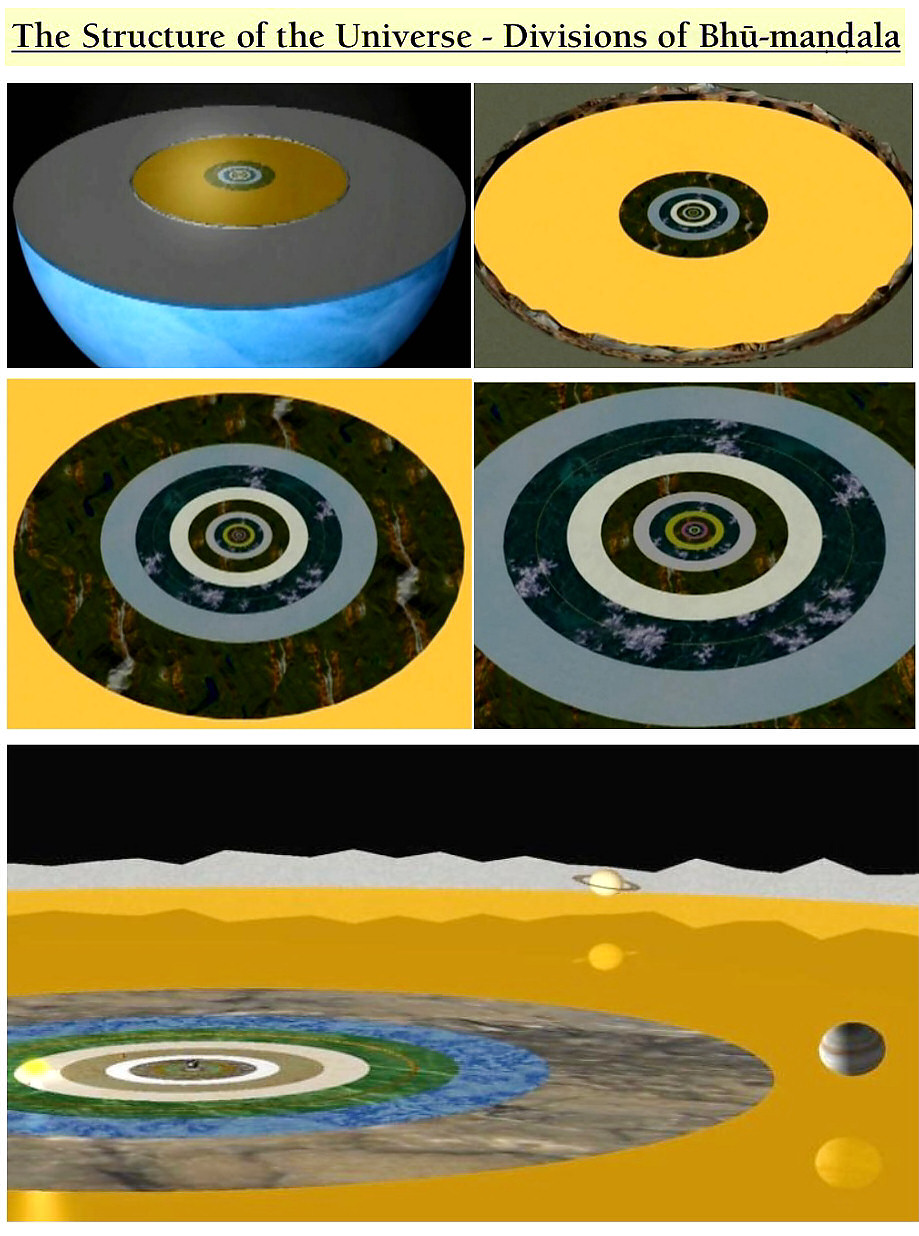 The Structure of the Universe - Divisions of Bhū-maṇḍala